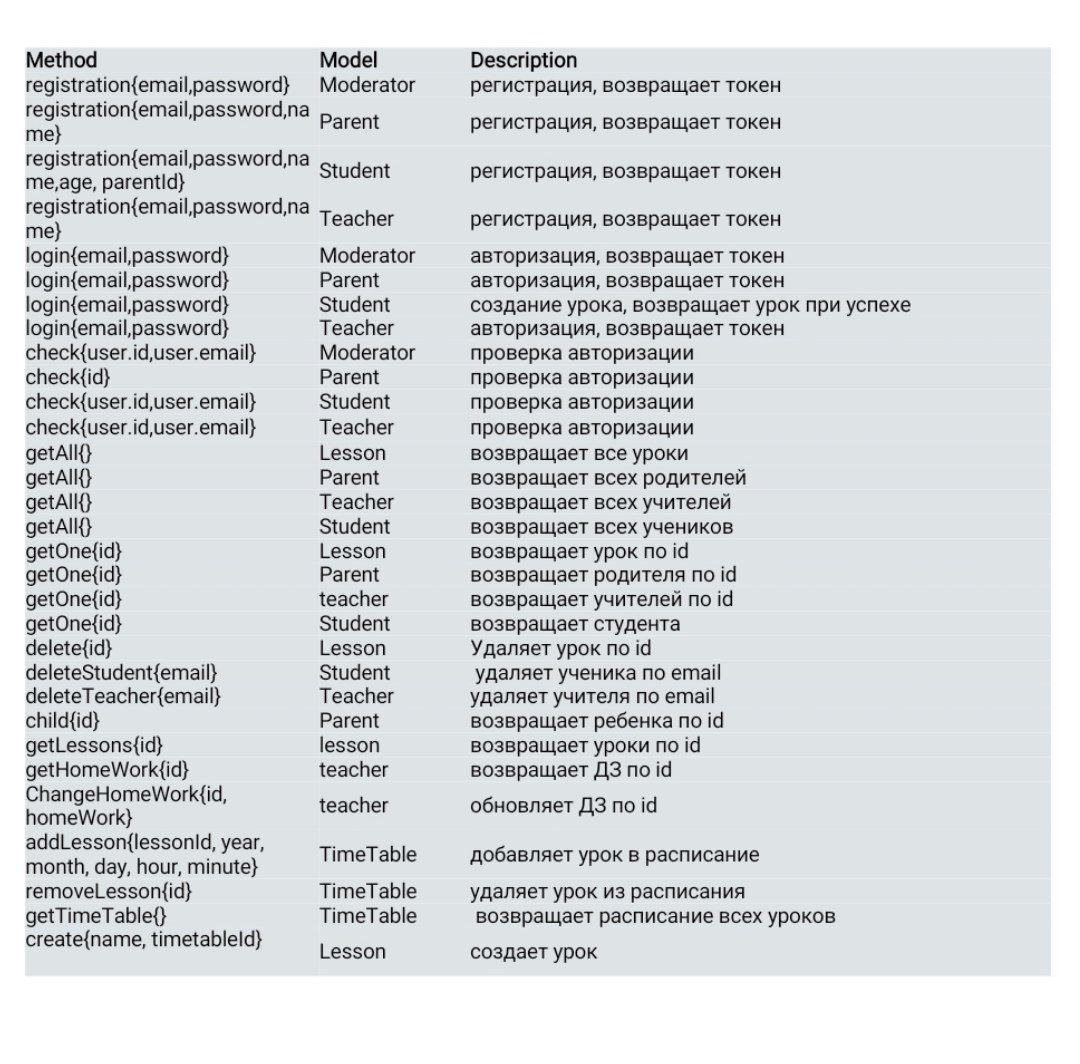 Method Model Description
registration{email,password} Moderator регистрация, возвращает токен
registration{email,password,na
me} Parent регистрация, возвращает токен
registration{email,password,na
me,age, parentId} Student регистрация, возвращает токен
registration{email,password,na
me} Teacher регистрация, возвращает токен
login{email,password} Moderator авторизация, возвращает токен
login{email,password} Parent авторизация, возвращает токен
login{email,password} Student создание урока, возвращает урок при успехе
login{email,password} Teacher авторизация, возвращает токен
check{user.id,user.email} Moderator проверка авторизации
check{id} Parent проверка авторизации
check{user.id,user.email} Student проверка авторизации
check{user.id,user.email} Teacher проверка авторизации
getAll{} Lesson возвращает все уроки
getAll{} Parent возвращает всех родителей
getAll{} Teacher возвращает всех учителей
getAll{} Student возвращает всех учеников
getOne{id} Lesson возвращает урок по id
getOne{id} Parent возвращает родителя по id
getOne{id} teacher возвращает учителей по id
getOne{id} Student возвращает студента
delete{id} Lesson Удаляет урок по id
deleteStudent{email} Student удаляет ученика по email
deleteTeacher{email} Teacher удаляет учителя по email
child{id} Parent возвращает ребенка по id
getLessons{id} lesson возвращает уроки по id
getHomeWork{id} teacher возвращает ДЗ по id
ChangeHomeWork{id,
homeWork} teacher обновляет ДЗ по id
addLesson{lessonId, year,
month, day, hour, minute} TimeTable добавляет урок в расписание
removeLesson{id} TimeTable удаляет урок из расписания
getTimeTable{} TimeTable возвращает расписание всех уроков
create{name, timetableId}
Lesson создает урок